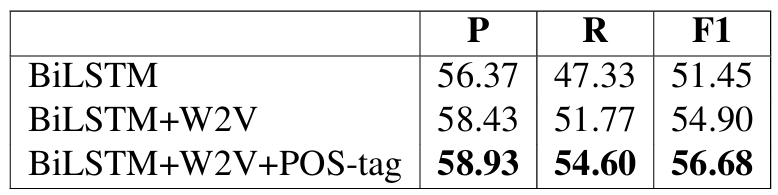 P R F1
BiLSTM 56.37 47.33 51.45
BiLSTM+W2V 58.43 51.77 54.90
BiLSTM+W2V+POS-tag 58.93 54.60 56.68